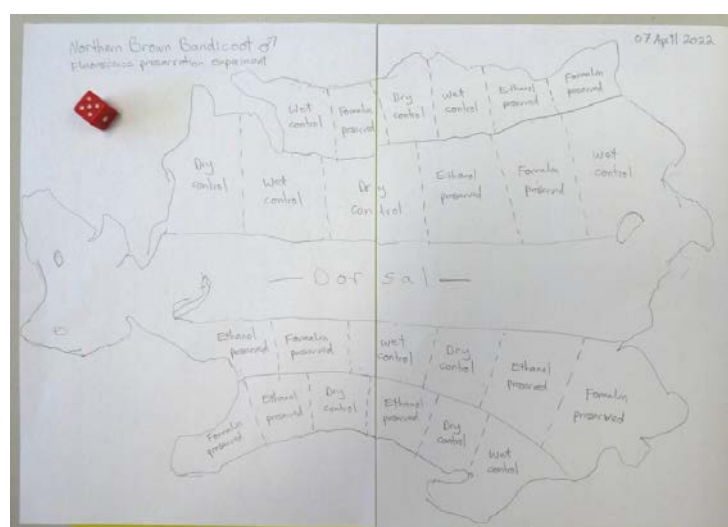 Northern Brown Bandicoot ♂
07 April 2022
Fluorescence preservation experiment
Wet
control
Formalin
preserved
Dry
control
Wet
control
Ethanol
preserved
Formalin
preserved
Dry
control
Wet
control
Dry
control
Ethanol
preserved
Formalin
preserved
Wet
control
— Dorsal —
Ethanol
preserved
Formalin
preserved
Wet
control
Dry
control
Ethanol
preserved
Formalin
preserved
Formalin
preserved
Ethanol
preserved
Dry
control
Ethanol
preserved
Dry
control
Wet
control